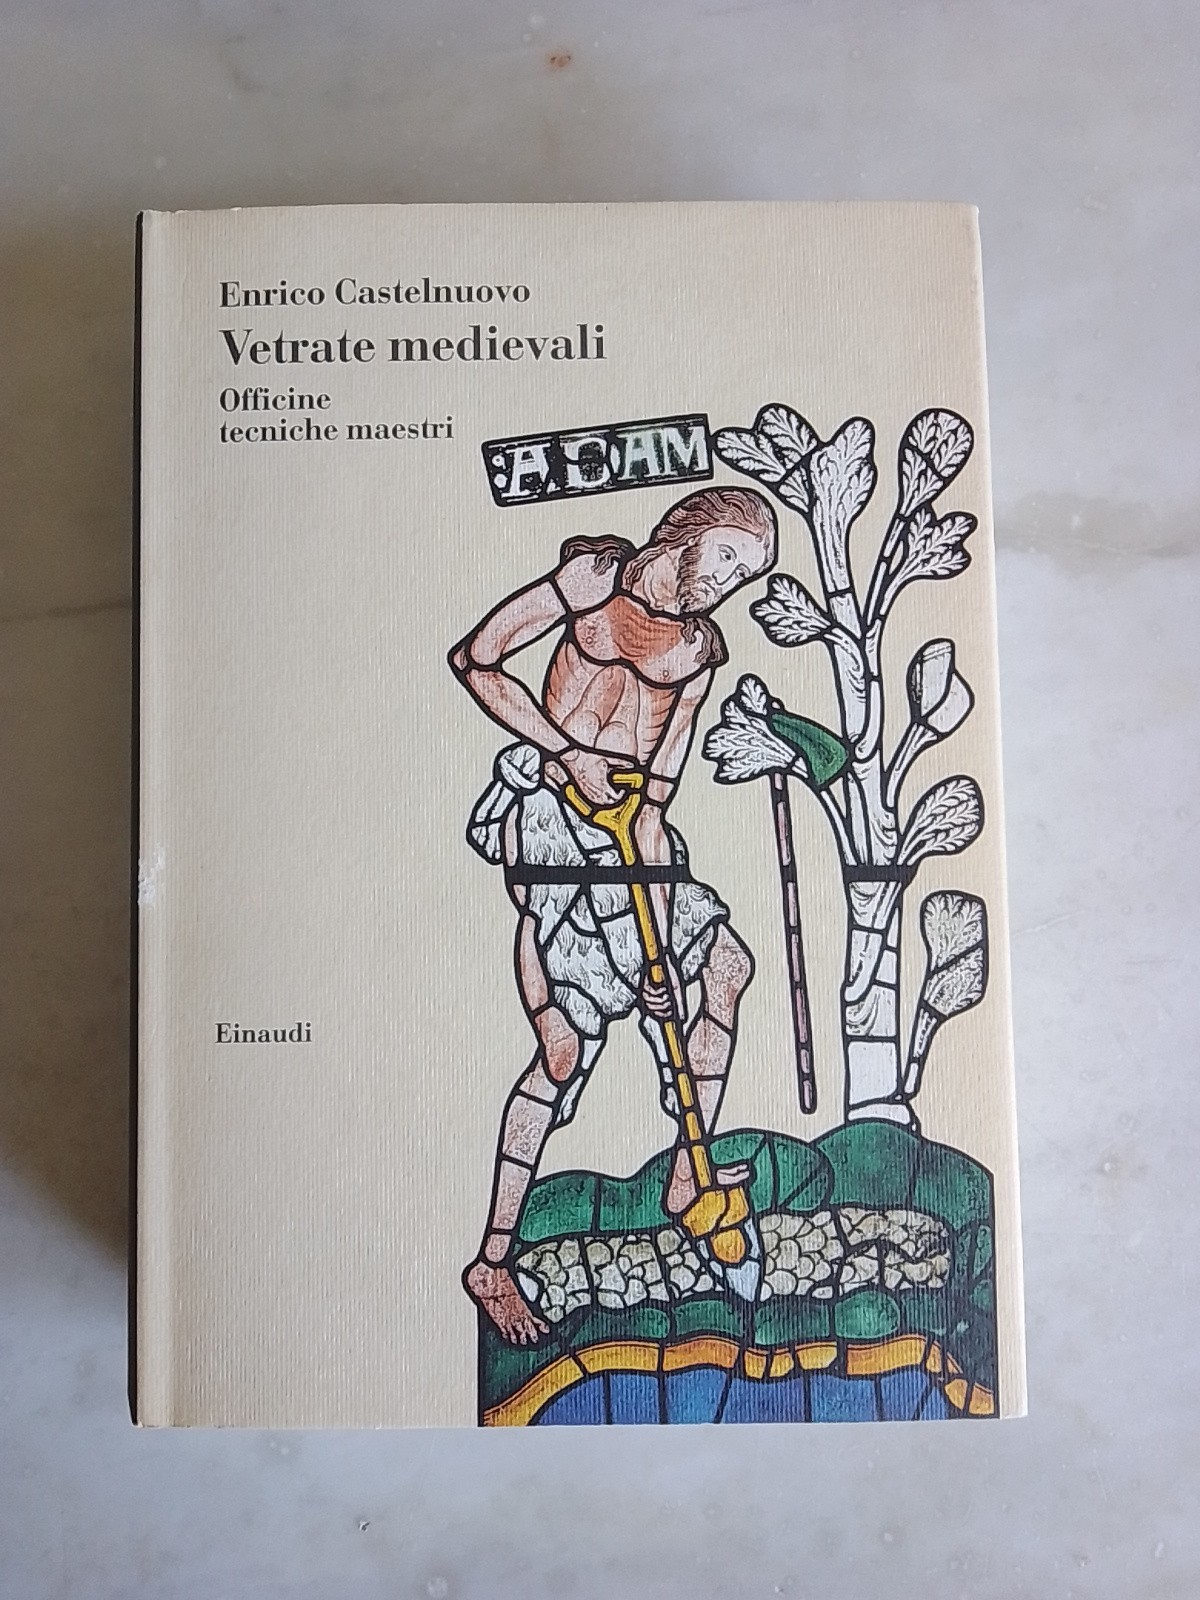 Enrico Castelnuovo
Vetrate medievali
Officine
tecniche maestri
:ADAM
Einaudi